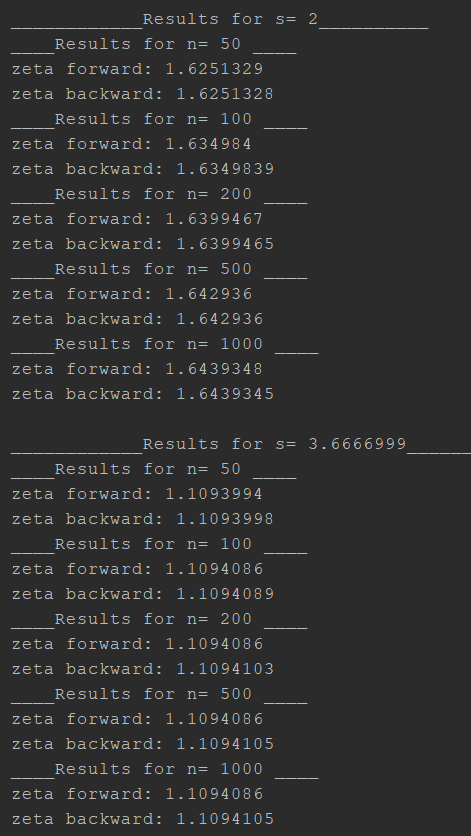 ____________Results for s= 2__________
____Results for n= 50 ____
zeta forward: 1.6251329
zeta backward: 1.6251328
____Results for n= 100 ____
zeta forward: 1.634984
zeta backward: 1.6349839
____Results for n= 200 ____
zeta forward: 1.6399467
zeta backward: 1.6399465
____Results for n= 500 ____
zeta forward: 1.642936
zeta backward: 1.642936
____Results for n= 1000 ____
zeta forward: 1.6439348
zeta backward: 1.6439345
____________Results for s= 3.6666999______
____Results for n= 50 ____
zeta forward: 1.1093994
zeta backward: 1.1093998
____Results for n= 100 ____
zeta forward: 1.1094086
zeta backward: 1.1094089
____Results for n= 200 ____
zeta forward: 1.1094086
zeta backward: 1.1094103
____Results for n= 500 ____
zeta forward: 1.1094086
zeta backward: 1.1094105
____Results for n= 1000 ____
zeta forward: 1.1094086
zeta backward: 1.1094105